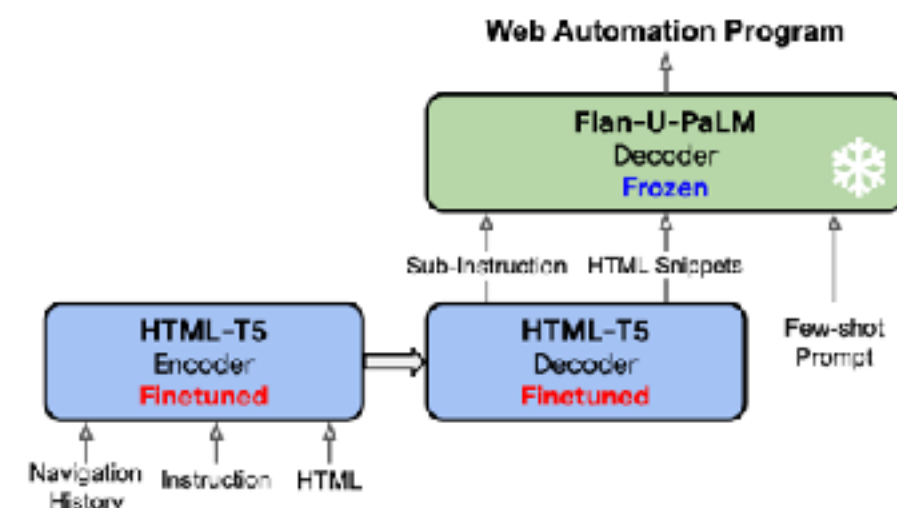 Web Automation Program
Flan-U-PaLM
Decoder
Frozen
Sub-Instruction
HTML Snippets
HTML-T5
Encoder
Finetuned
HTML-T5
Decoder
Finetuned
Few-shot
Prompt
Navigation
History
Instruction
HTML